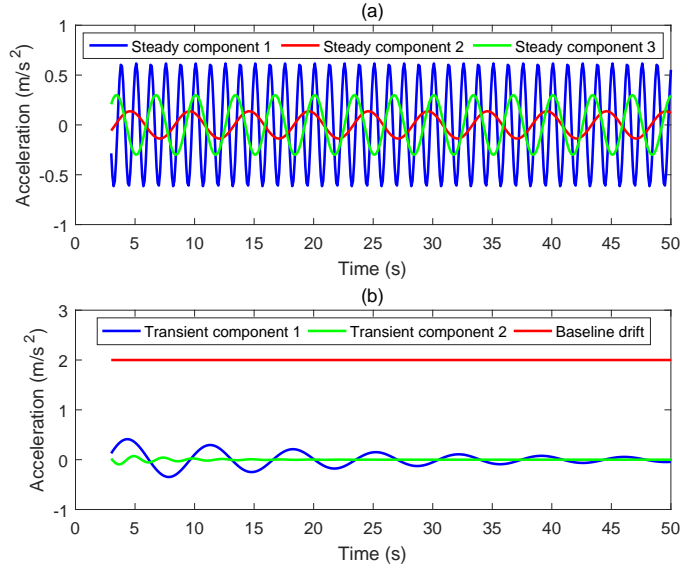 (a)
Steady component 1 Steady component 2 Steady component 3
1
0.5
0
-0.5
-1
Acceleration (m/s²)
0 5 10 15 20 25 30 35 40 45 50
Time (s)
(b)
Transient component 1 Transient component 2 Baseline drift
3
2
1
0
-1
Acceleration (m/s²)
0 5 10 15 20 25 30 35 40 45 50
Time (s)